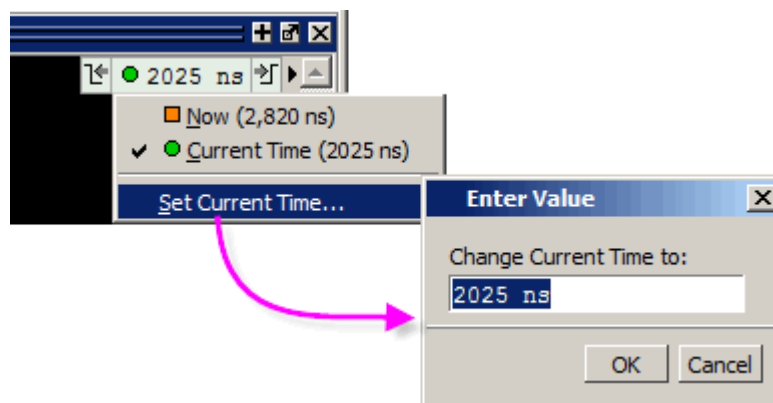 2025 ns
Now (2,820 ns)
Current Time (2025 ns)
Set Current Time...
Enter Value
Change Current Time to:
2025 ns
OK Cancel